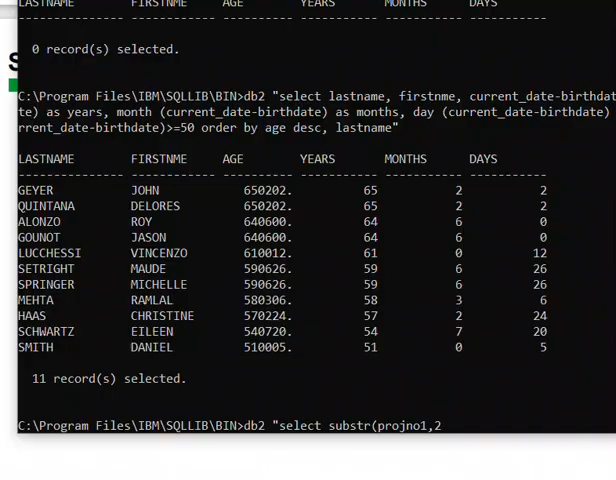 LASTNAME FIRSTNME AGE YEARS MONTHS DAYS
--------------- ------------ ---------- ----------- ----------- -----------
0 record(s) selected.
C:\Program Files\IBM\SQLLIB\BIN>db2 "select lastname, firstnme, current_date-birthdat
te) as years, month (current_date-birthdate) as months, day (current_date-birthdate)
rrent_date-birthdate)>=50 order by age desc, lastname"
LASTNAME FIRSTNME AGE YEARS MONTHS DAYS
--------------- ------------ ---------- ----------- ----------- -----------
GEYER JOHN 650202. 65 2 2
QUINTANA DELORES 650202. 65 2 2
ALONZO ROY 640600. 64 6 0
GOUNOT JASON 640600. 64 6 0
LUCCHESSI VINCENZO 610012. 61 0 12
SETRIGHT MAUDE 590626. 59 6 26
SPRINGER MICHELLE 590626. 59 6 26
MEHTA RAMLAL 580306. 58 3 6
HAAS CHRISTINE 570224. 57 2 24
SCHWARTZ EILEEN 540720. 54 7 20
SMITH DANIEL 510005. 51 0 5
11 record(s) selected.
C:\Program Files\IBM\SQLLIB\BIN>db2 "select substr(projno1,2